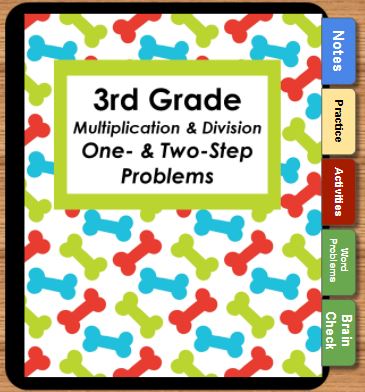 3rd Grade
Multiplication & Division
One- & Two-Step
Problems
Notes
Practice
Activities
Word
Problems
Brain
Check